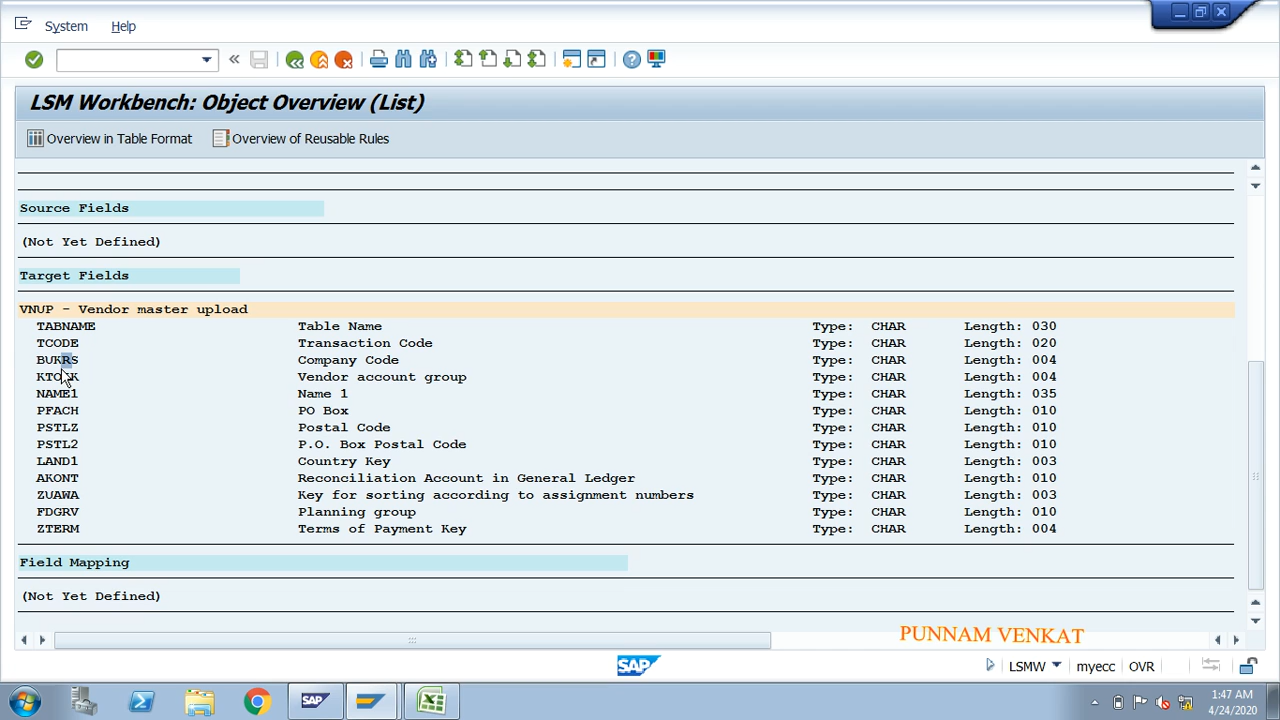 System Help
LSM Workbench: Object Overview (List)
Overview in Table Format Overview of Reusable Rules
Source Fields
(Not Yet Defined)
Target Fields
VNUP - Vendor master upload
TABNAME Table Name Type: CHAR Length: 030
TCODE Transaction Code Type: CHAR Length: 020
BUKRS Company Code Type: CHAR Length: 004
Vendor account group Type: CHAR Length: 004
NAME1 Name 1 Type: CHAR Length: 035
PFACH PO Box Type: CHAR Length: 010
PSTLZ Postal Code Type: CHAR Length: 010
PSTL2 P.O. Box Postal Code Type: CHAR Length: 010
LAND1 Country Key Type: CHAR Length: 003
AKONT Reconciliation Account in General Ledger Type: CHAR Length: 010
ZUAWA Key for sorting according to assignment numbers Type: CHAR Length: 003
FDGRV Planning group Type: CHAR Length: 010
ZTERM Terms of Payment Key Type: CHAR Length: 004
Field Mapping
(Not Yet Defined)
PUNNAM VENKAT
SAP LSMW myecc OVR
1:47 AM
4/24/2020